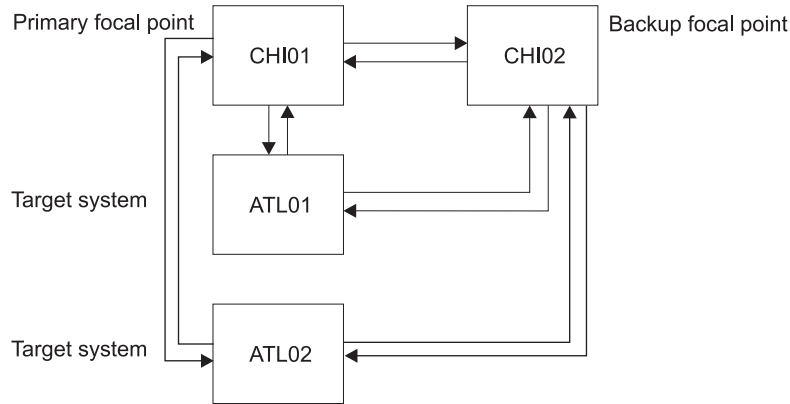 Primary focal point
CHI01
CHI02
Backup focal point
Target system
ATL01
Target system
ATL02